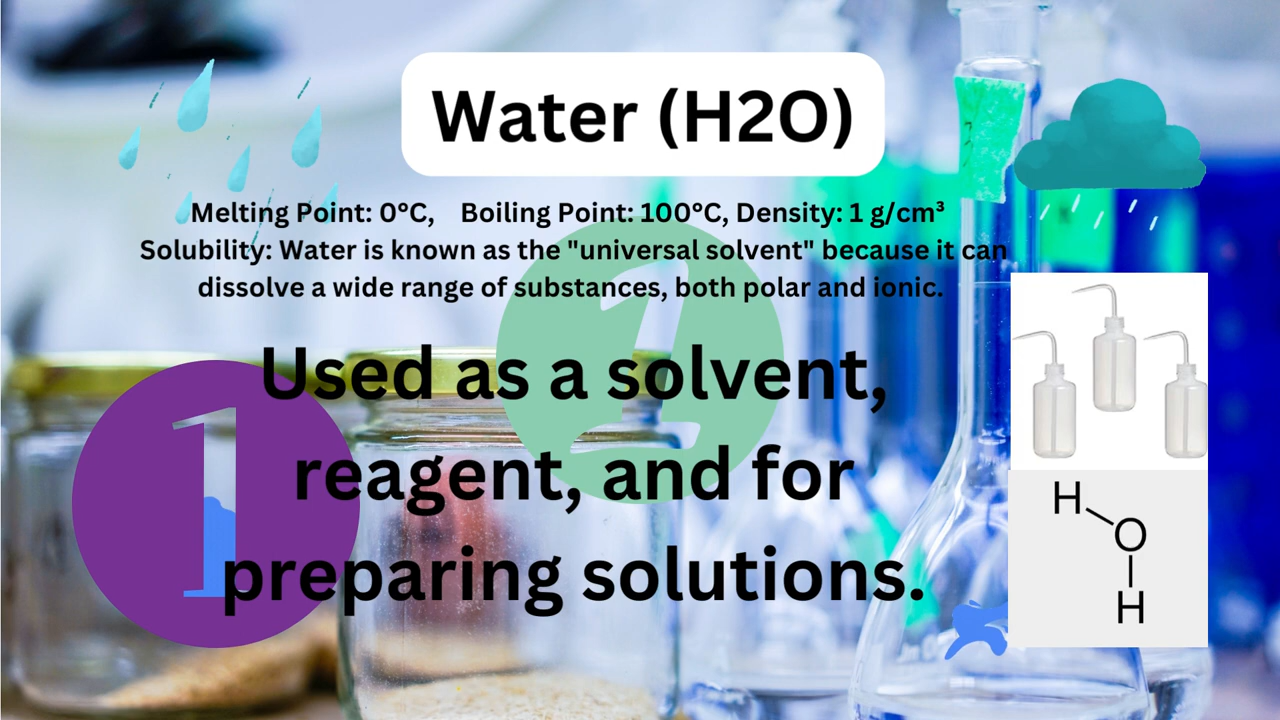 Water (H2O)
Melting Point: 0°C, Boiling Point: 100°C, Density: 1 g/cm³
Solubility: Water is known as the "universal solvent" because it can
dissolve a wide range of substances, both polar and ionic.
Used as a solvent,
reagent, and for
preparing solutions.
1
1
H
O
H